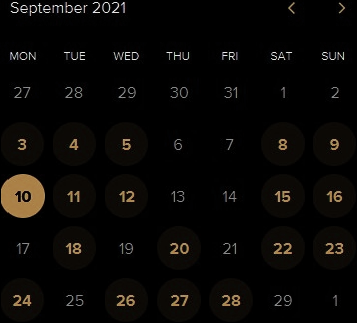 September 2021
MON TUE WED THU FRI SAT SUN
27 28 29 30 31 1 2
3 4 5 6 7 8 9
10 11 12 13 14 15 16
17 18 19 20 21 22 23
24 25 26 27 28 29 1